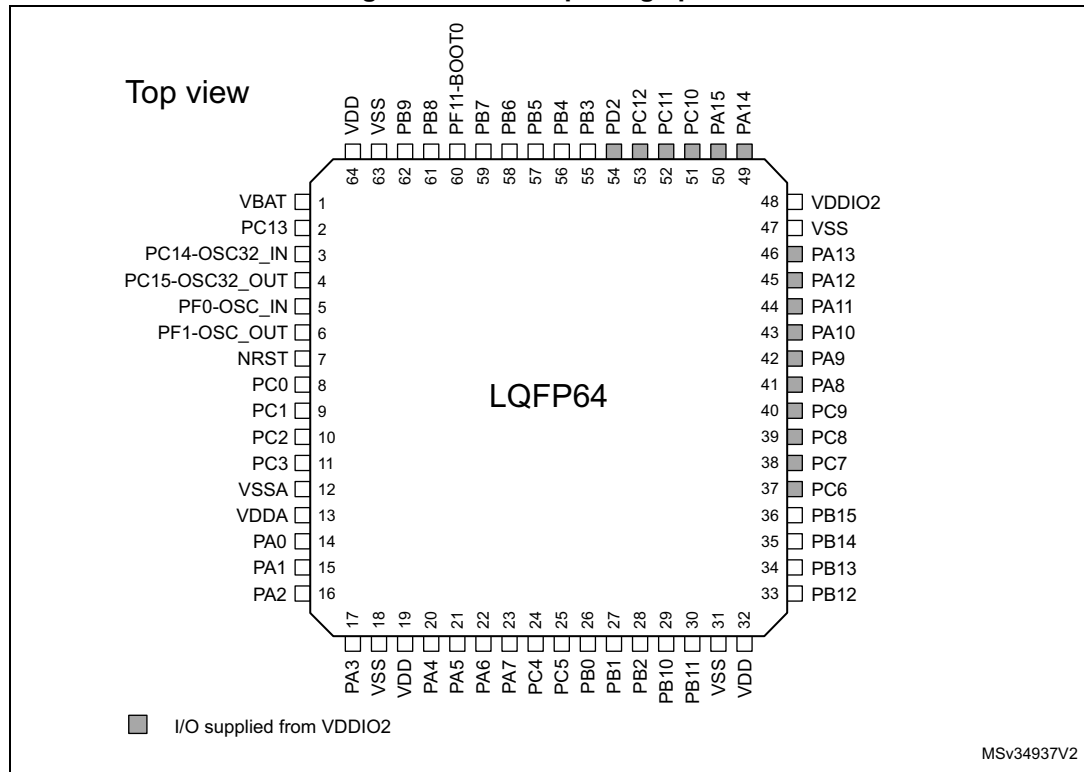 Top view
VDD
VSS
PB9
PB8
PF11-BOOT0
PB7
PB6
PB5
PB4
PB3
PD2
PC12
PC11
PC10
PA15
PA14
64
63
62
61
60
59
58
57
56
55
54
53
52
51
50
49
VBAT 1
PC13 2
PC14-OSC32_IN 3
PC15-OSC32_OUT 4
PF0-OSC_IN 5
PF1-OSC_OUT 6
NRST 7
PC0 8
PC1 9
PC2 10
PC3 11
VSSA 12
VDDA 13
PA0 14
PA1 15
PA2 16
LQFP64
48 VDDIO2
47 VSS
46 PA13
45 PA12
44 PA11
43 PA10
42 PA9
41 PA8
40 PC9
39 PC8
38 PC7
37 PC6
36 PB15
35 PB14
34 PB13
33 PB12
17
18
19
20
21
22
23
24
25
26
27
28
29
30
31
32
PA3
VSS
VDD
PA4
PA5
PA6
PA7
PC4
PC5
PB0
PB1
PB2
PB10
PB11
VSS
VDD
I/O supplied from VDDIO2
MSv34937V2